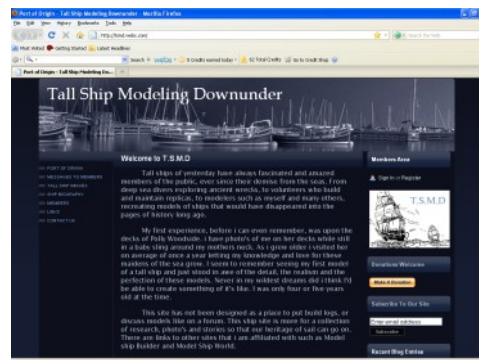 Port of Origin - Tall Ship Modeling Downunder - Mozilla Firefox
File Edit View History Bookmarks Tools Help
Most Visited Getting Started Latest Headlines
Search
Port of Origin - Tall Ship Modeling Do...
Tall Ship Modeling Downunder
PORT OF ORIGIN
MESSAGES TO MEMBERS
TALL SHIP IMAGES
SHIP BIOGRAPHY
MEMBERS
LINKS
CONTACT US
Welcome to T.S.M.D
Tall ships of yesterday have always fascinated and amazed
members of the public, ever since their demise from the seas. From
deep sea divers exploring ancient wrecks, to volunteers who build
and maintain replicas, to modelers such as myself and many others,
recreating models of ships that would have disappeared into the
pages of history long ago.
My first experience, before i can even remember, was upon the
decks of Polly Woodside. i have photo's of me on her decks while still
in a baby sling around my mothers neck. As i grew older i visited her
on average of once a year letting my knowledge and love for these
maidens of the sea grow. I seem to remember seeing my first model
of a tall ship and just stood in awe of the detail, the realism and the
perfection of these models. Never in my wildest dreams did i think I'd
be able to create something of it's like. I was only four or five years
old at the time.
This site has not been designed as a place to put build logs, or
discuss models like on a forum. This ship site is more for a collection
of research, photo's and stories so that our heritage of sail can go on.
There are links to other sites that i am affiliated with such as Model
ship Builder and Model Ship World.
Members Area
Sign In or Register
T.S.M.D
Donations Welcome
Make A Donation
Subscribe To Our Site
Enter email address
Subscribe
Recent Blog Entries